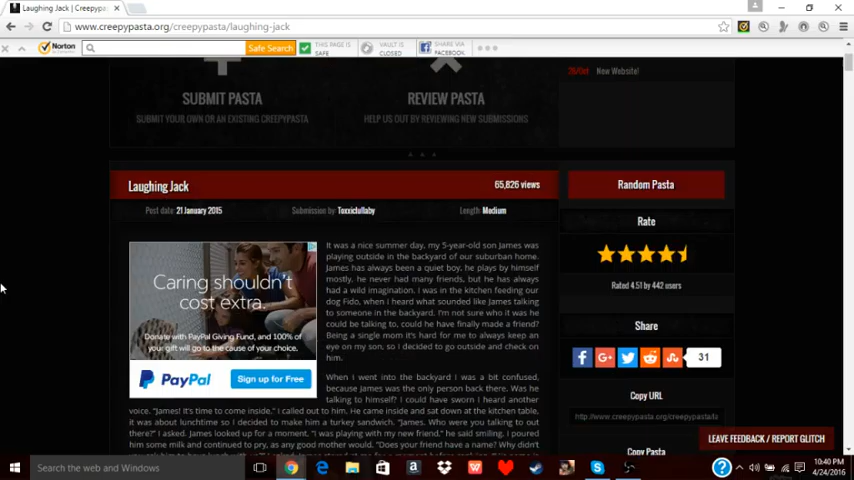 Laughing Jack | Creepypa
www.creepypasta.org/creepypasta/laughing-jack
Norton
Safe Search
THIS PAGE IS
SAFE
VAULT IS
CLOSED
SHARE VIA
FACEBOOK
New Website!
SUBMIT PASTA
REVIEW PASTA
SUBMIT YOUR OWN OR AN EXISTING CREEPYPASTA
HELP US OUT BY REVIEWING NEW SUBMISSIONS
Laughing Jack
65,826 views
Post date: 21 January 2015
Submission by: Toxxicllullaby
Length: Medium
Caring shouldn't
cost extra.
Donate with PayPal Giving Fund, and 100% of
your gift will go to the cause of your choice.
PayPal
Sign up for Free
It was a nice summer day, my 5-year-old son James was
playing outside in the backyard of our suburban home.
James has always been a quiet boy, he plays by himself
mostly, he never had many friends, but he has always
had a wild imagination. I was in the kitchen feeding our
dog Fido, when i heard what sounded like James talking
to someone in the backyard. I'm not sure who it was he
could be talking to, could he have finally made a friend?
Being a single mom it's hard for me to always keep an
eye on my son, so I decided to go outside and check on
him.
When i went into the backyard I was a bit confused,
because James was the only person back there. Was he
talking to himself? I could have sworn I heard another
voice. "James! It's time to come inside." I called out to him. He came inside and sat down at the kitchen table,
it was about lunchtime so I decided to make him a turkey sandwich. "James. Who were you talking to out
there?" I asked. James looked up for a moment. "I was playing with my new friend." he said smiling. I poured
him some milk and continued to pry, as any good mother would. "Does your friend have a name? Why didn't
Random Pasta
Rate
Rated 4.51 by 442 users
Share
31
Copy URL
http://www.creepypasta.org/creepypasta/la
Copy Pasta
LEAVE FEEDBACK / REPORT GLITCH
Search the web and Windows
10:40 PM
4/24/2016